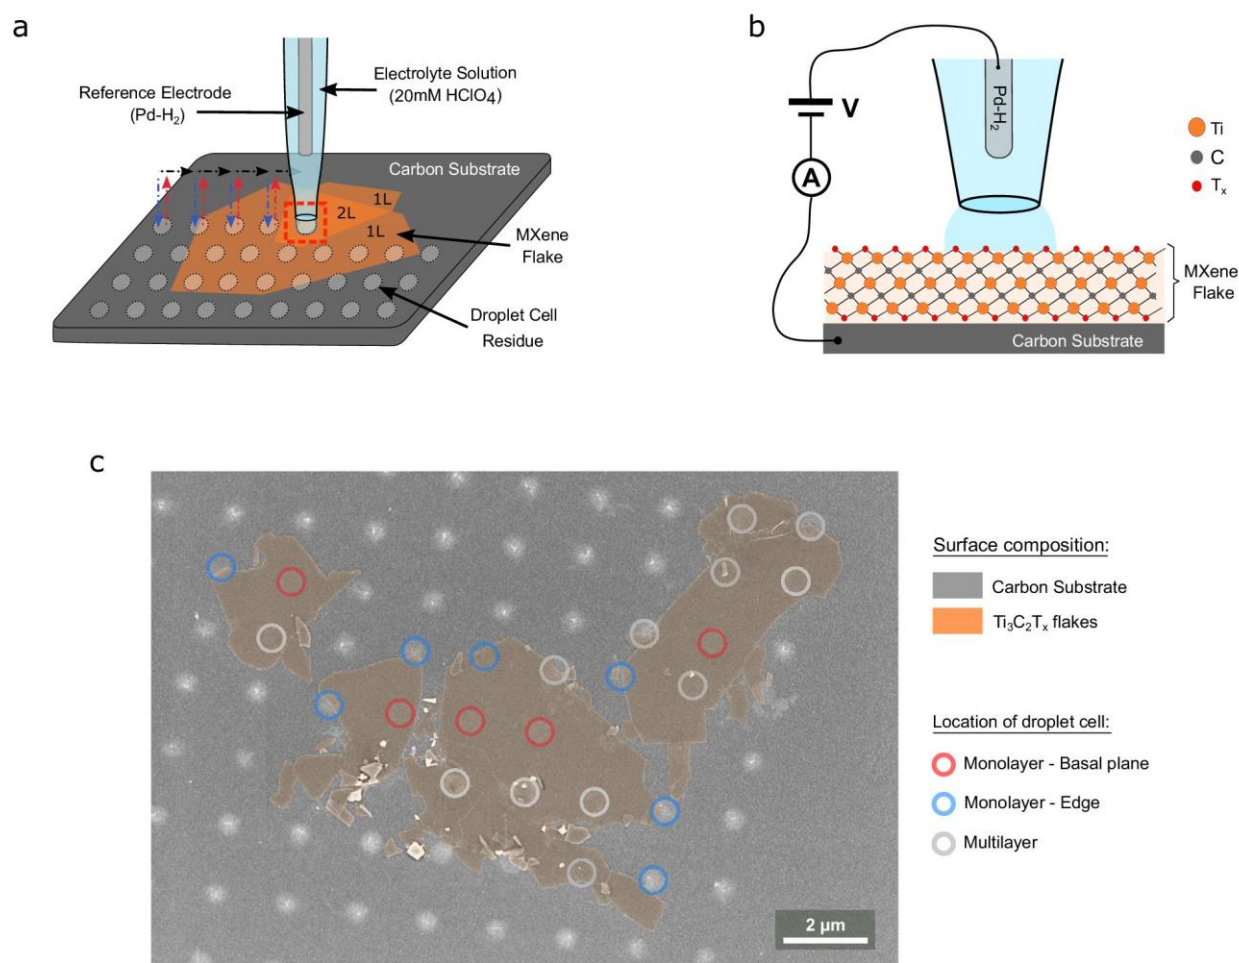 a
Reference Electrode
(Pd-H₂)
Electrolyte Solution
(20mM HClO₄)
Carbon Substrate
1L
2L
1L
MXene
Flake
Droplet Cell
Residue
b
V
A
Pd-H₂
Ti
C
Tₓ
MXene
Flake
Carbon Substrate
c
2 µm
Surface composition:
Carbon Substrate
Ti₃C₂Tₓ flakes
Location of droplet cell:
Monolayer - Basal plane
Monolayer - Edge
Multilayer